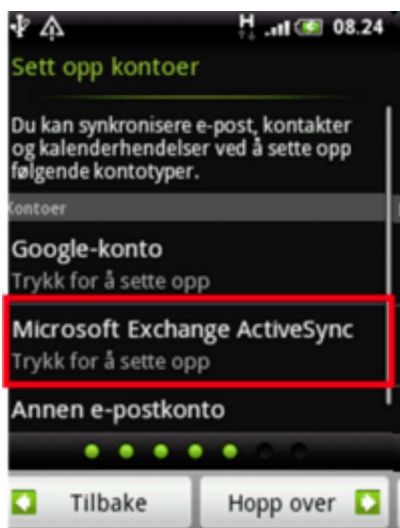 H 08.24
Sett opp kontoer
Du kan synkronisere e-post, kontakter
og kalenderhendelser ved å sette opp
følgende kontotyper.
Kontoer
Google-konto
Trykk for å sette opp
Microsoft Exchange ActiveSync
Trykk for å sette opp
Annen e-postkonto
Tilbake
Hopp over